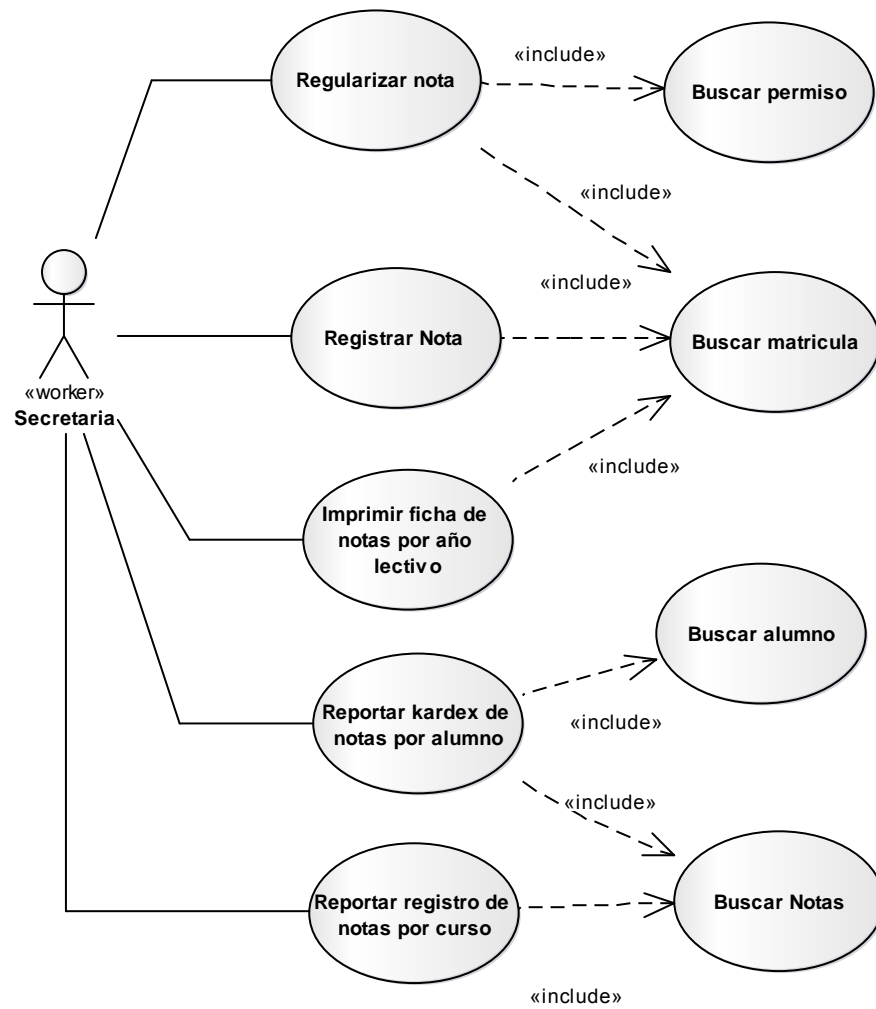 «include»
Regularizar nota
Buscar permiso
«include»
«include»
Registrar Nota
Buscar matricula
«worker»
Secretaria
«include»
Imprimir ficha de
notas por año
lectivo
Buscar alumno
Reportar kardex de
notas por alumno
«include»
«include»
Reportar registro de
notas por curso
Buscar Notas
«include»